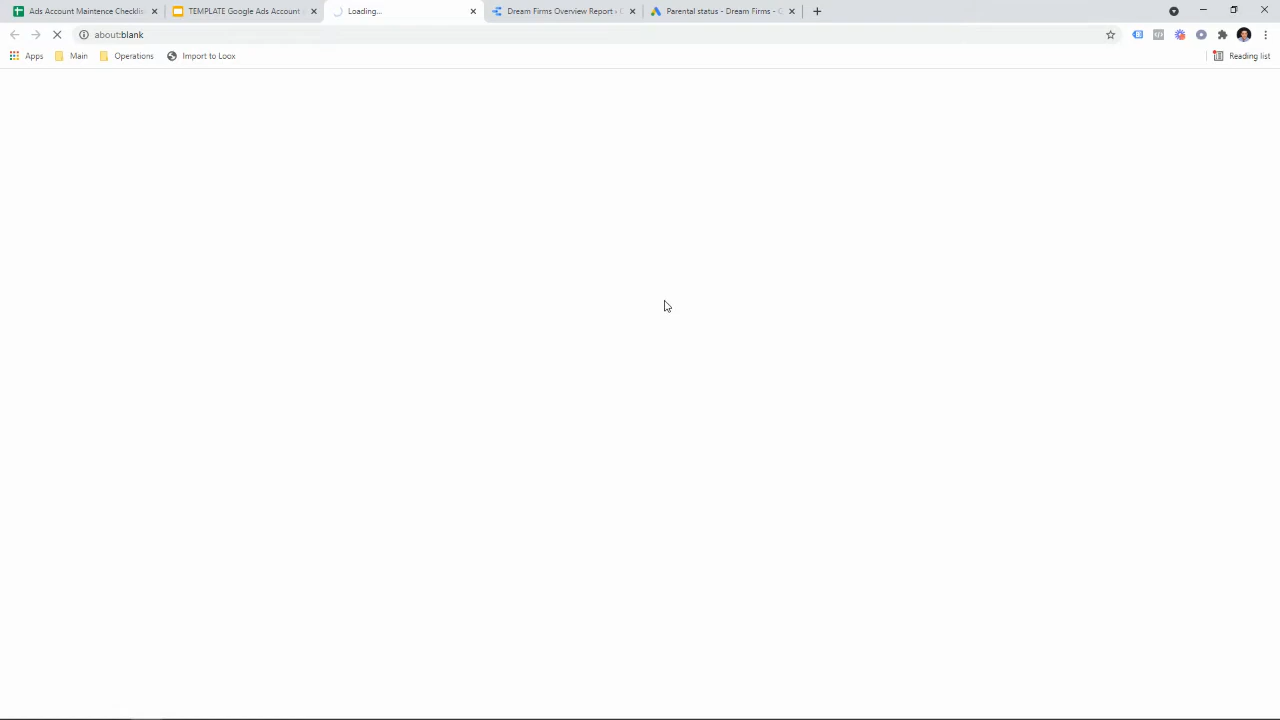 Ads Account Maintence Checklis
TEMPLATE Google Ads Account
Loading...
Dream Firms Overview Report ›
Parental status - Dream Firms - G
about:blank
Apps
Main
Operations
Import to Loox
Reading list